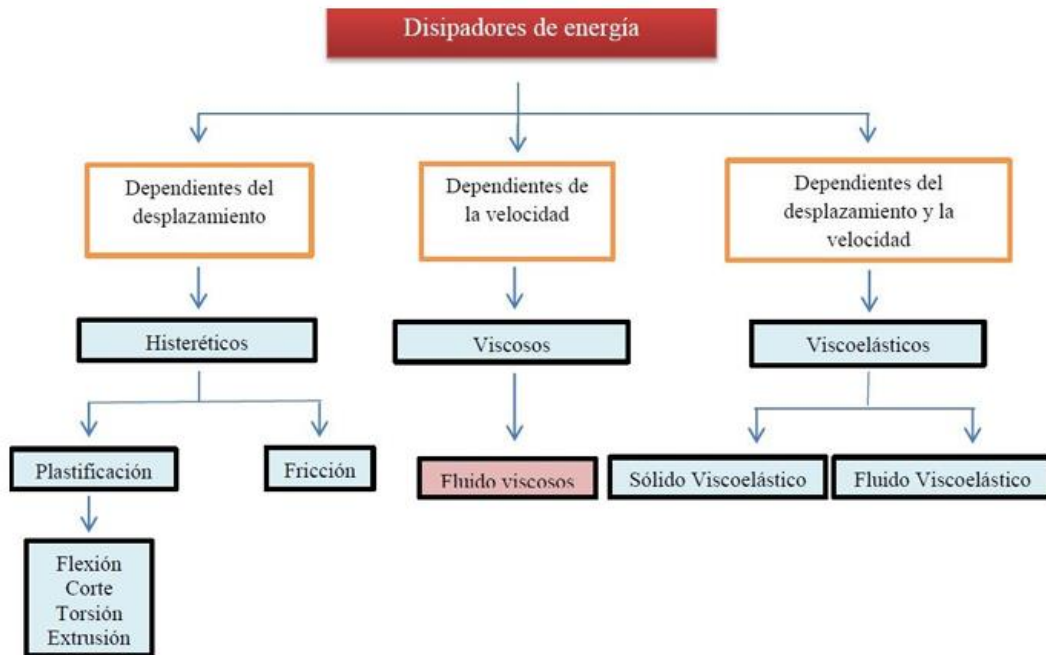 Disipadores de energía
Dependientes del
desplazamiento
Dependientes de
la velocidad
Dependientes del
desplazamiento y la
velocidad
Histeréticos
Viscosos
Viscoelásticos
Plastificación
Fricción
Fluido viscosos
Sólido Viscoelástico
Fluido Viscoelástico
Flexión
Corte
Torsión
Extrusión